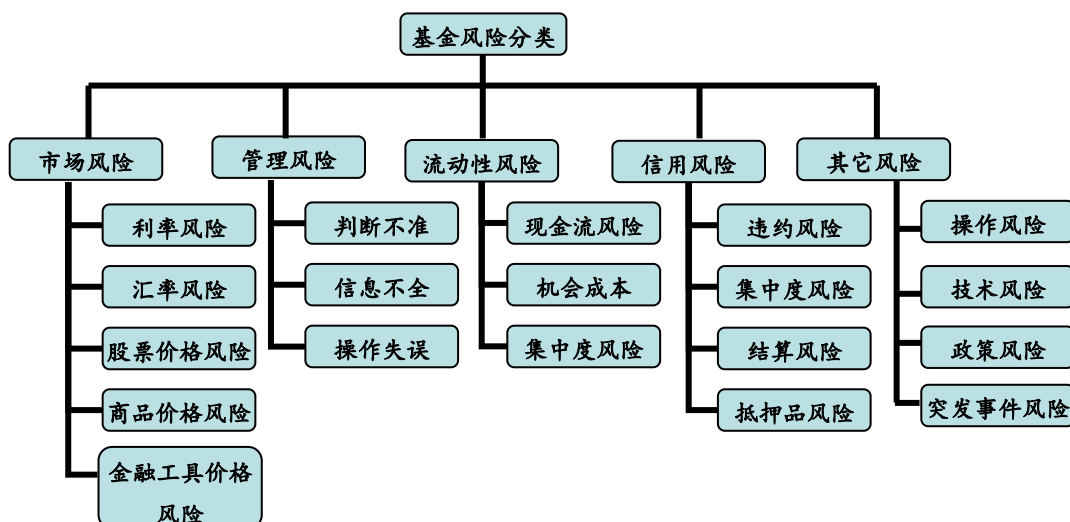 基金风险分类
市场风险
管理风险
流动性风险
信用风险
其它风险
利率风险
汇率风险
股票价格风险
商品价格风险
金融工具价格
风险
判断不准
信息不全
操作失误
现金流风险
机会成本
集中度风险
违约风险
集中度风险
结算风险
抵押品风险
操作风险
技术风险
政策风险
突发事件风险